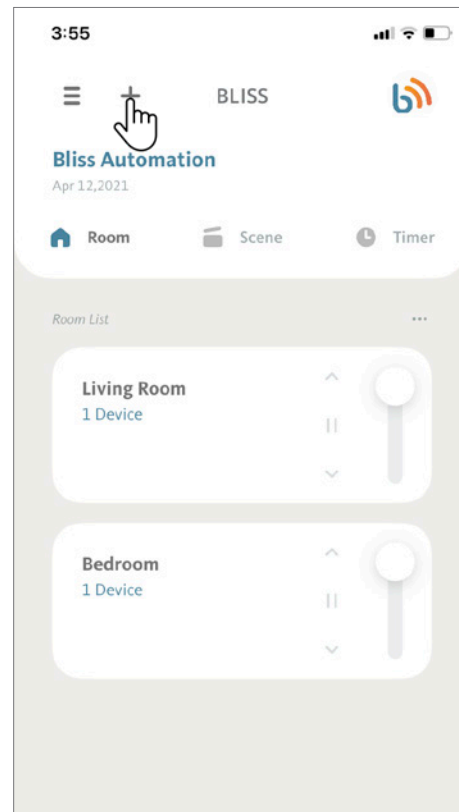 3:55
BLISS
Bliss Automation
Apr 12,2021
Room Scene Timer
Room List
Living Room
1 Device
Bedroom
1 Device